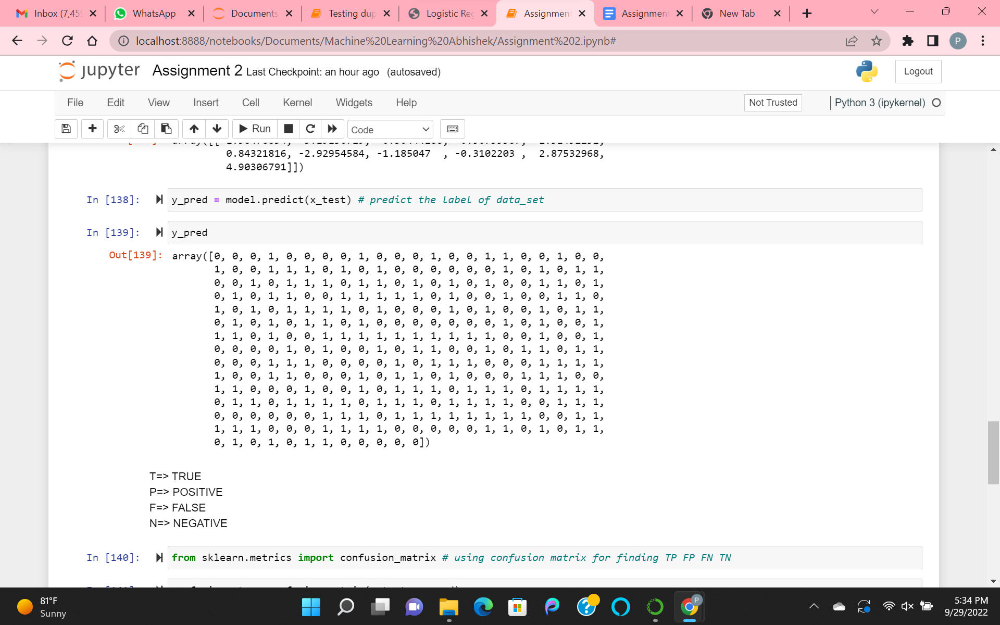 Inbox (7,45
WhatsApp
Documents
Testing dup
Logistic Reg
Assignment
Assignment
New Tab
localhost:8888/notebooks/Documents/Machine%20Learning%20Abhishek/Assignment%202.ipynb#
P
jupyter Assignment 2 Last Checkpoint: an hour ago (autosaved)
Logout
File Edit View Insert Cell Kernel Widgets Help
Not Trusted
Python 3 (ipykernel)
Run
Code
0.84321816, -2.92954584, -1.185047 , -0.3102203 , 2.87532968,
4.90306791]])
In [138]: y_pred = model.predict(x_test) # predict the label of data_set
In [139]: y_pred
Out[139]: array([0, 0, 0, 1, 0, 0, 0, 0, 1, 0, 0, 0, 1, 0, 0, 1, 1, 0, 0, 1, 0, 0,
1, 0, 0, 1, 1, 1, 0, 1, 0, 1, 0, 0, 0, 0, 0, 0, 1, 0, 1, 0, 1, 1,
0, 0, 1, 0, 1, 1, 1, 0, 1, 1, 0, 1, 0, 1, 0, 1, 0, 0, 1, 1, 0, 1,
0, 1, 0, 1, 1, 0, 0, 1, 1, 1, 1, 1, 0, 1, 0, 0, 1, 0, 0, 1, 1, 0,
1, 0, 1, 0, 1, 1, 1, 1, 0, 1, 0, 0, 0, 1, 0, 1, 0, 0, 1, 0, 1, 1,
0, 1, 0, 1, 0, 1, 1, 0, 1, 0, 0, 0, 0, 0, 0, 0, 1, 0, 1, 0, 0, 1,
1, 1, 0, 1, 0, 0, 1, 1, 1, 1, 1, 1, 1, 1, 1, 1, 0, 0, 1, 0, 0, 1,
0, 0, 0, 0, 1, 0, 1, 0, 0, 1, 0, 1, 1, 0, 0, 1, 0, 1, 1, 0, 1, 1,
0, 0, 0, 1, 1, 1, 0, 0, 0, 0, 1, 0, 1, 1, 1, 0, 0, 0, 1, 1, 1, 1,
1, 0, 0, 1, 1, 0, 0, 0, 1, 0, 1, 1, 0, 1, 0, 0, 0, 1, 1, 1, 0, 0,
1, 1, 0, 0, 0, 1, 0, 0, 1, 0, 1, 1, 1, 0, 1, 1, 1, 0, 1, 1, 1, 1,
0, 1, 1, 0, 1, 1, 1, 1, 0, 1, 1, 1, 0, 1, 1, 1, 1, 0, 0, 1, 1, 1,
0, 0, 0, 0, 0, 0, 1, 1, 1, 0, 1, 1, 1, 1, 1, 1, 1, 1, 0, 0, 1, 1,
1, 1, 1, 0, 0, 0, 1, 1, 1, 1, 0, 0, 0, 0, 0, 1, 1, 0, 1, 0, 1, 1,
0, 1, 0, 1, 0, 1, 1, 0, 0, 0, 0, 0])
T=> TRUE
P=> POSITIVE
F=> FALSE
N=> NEGATIVE
In [140]: from sklearn.metrics import confusion_matrix # using confusion matrix for finding TP FP FN TN
81°F
Sunny
P
5:34 PM
9/29/2022